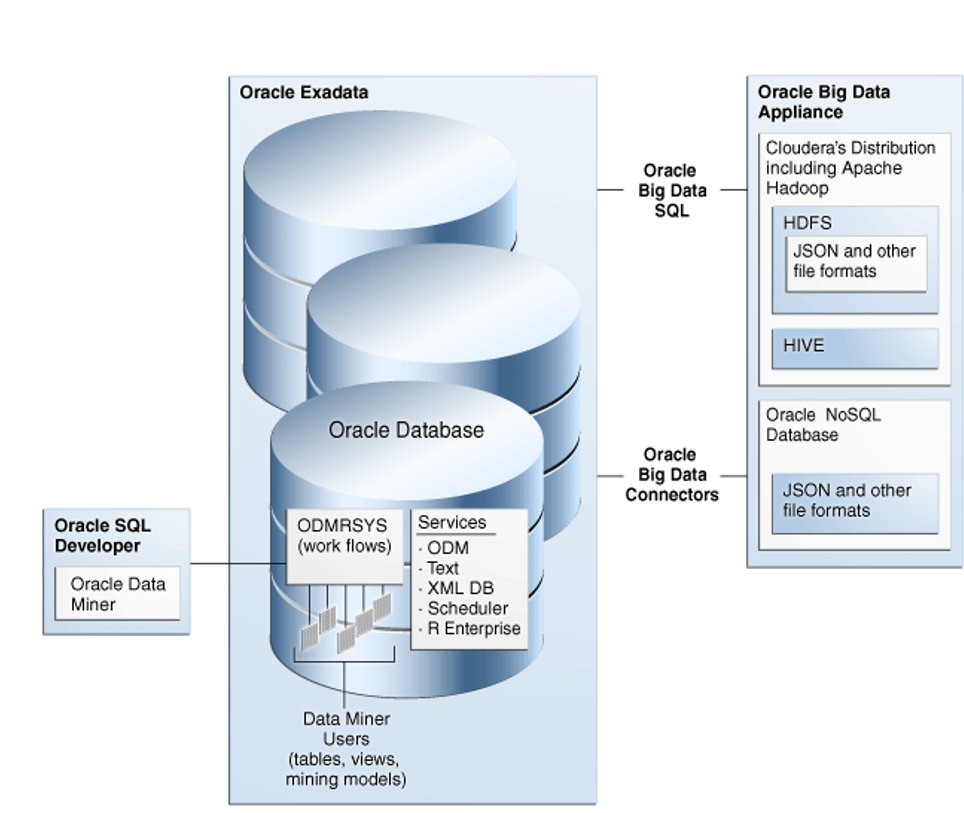 Oracle Exadata
Oracle Database
ODMRSYS
(work flows)
Services
· ODM
· Text
· XML DB
· Scheduler
· R Enterprise
Data Miner
Users
(tables, views,
mining models)
Oracle SQL
Developer
Oracle Data
Miner
Oracle
Big Data
SQL
Oracle
Big Data
Connectors
Oracle Big Data
Appliance
Cloudera's Distribution
including Apache
Hadoop
HDFS
JSON and other
file formats
HIVE
Oracle NoSQL
Database
JSON and other
file formats